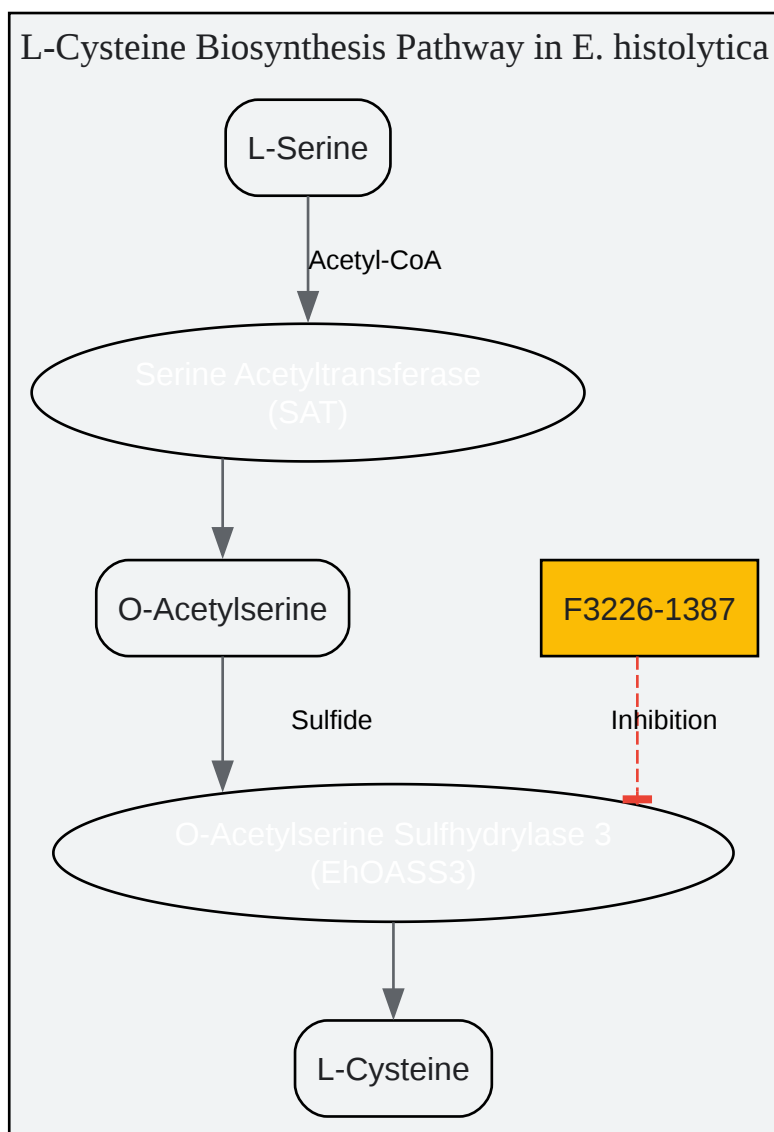 L-Cysteine Biosynthesis Pathway in E. histolytica
L-Serine
Acetyl-CoA
Serine Acetyltransferase
(SAT)
O-Acetylserine
F3226-1387
Sulfide
Inhibition
O-Acetylserine Sulfhydrylase 3
(EhOASS3)
L-Cysteine